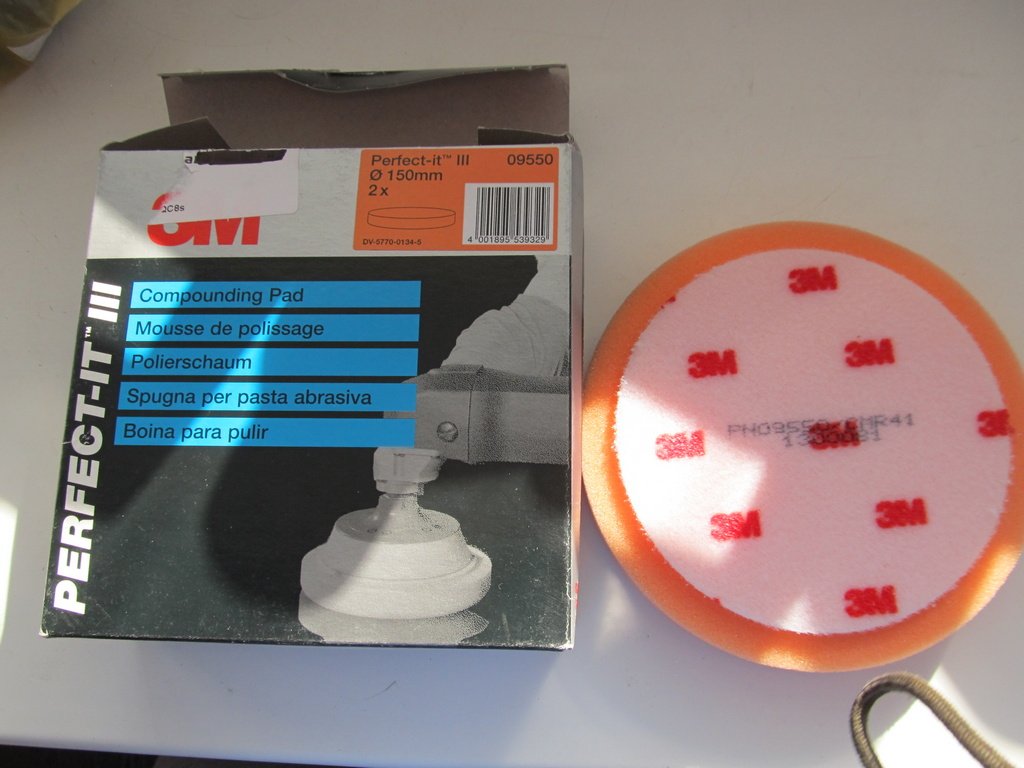 Perfect-it™ III 09550
Ø 150mm
2 x
DV-5770-0134-5
4 001895 539329
QC8s
3M
Compounding Pad
Mousse de polissage
Polierschaum
Spugna per pasta abrasiva
Boina para pulir
PERFECT-IT™ III
3M
3M
3M
3M
3M
3M
3M
3M
3M